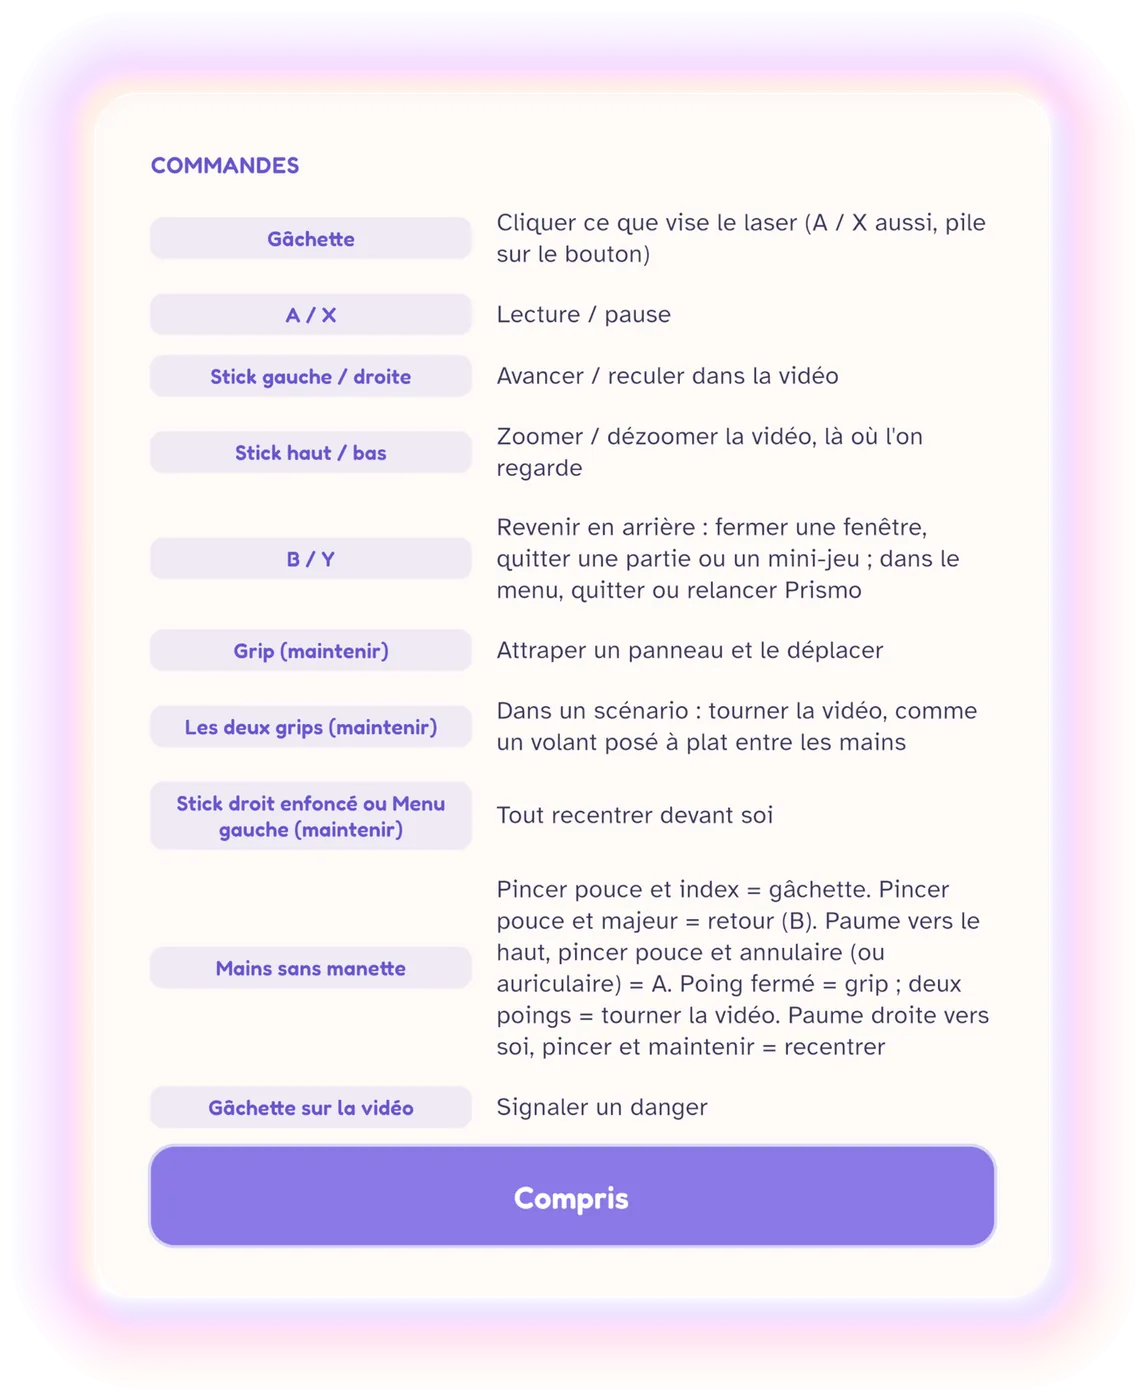 COMMANDES
Gâchette
Cliquer ce que vise le laser (A / X aussi, pile
sur le bouton)
A / X
Lecture / pause
Stick gauche / droite
Avancer / reculer dans la vidéo
Stick haut / bas
Zoomer / dézoomer la vidéo, là où l'on
regarde
B / Y
Revenir en arrière : fermer une fenêtre,
quitter une partie ou un mini-jeu ; dans le
menu, quitter ou relancer Prismo
Grip (maintenir)
Attraper un panneau et le déplacer
Les deux grips (maintenir)
Dans un scénario : tourner la vidéo, comme
un volant posé à plat entre les mains
Stick droit enfoncé ou Menu
gauche (maintenir)
Tout recentrer devant soi
Mains sans manette
Pincer pouce et index = gâchette. Pincer
pouce et majeur = retour (B). Paume vers le
haut, pincer pouce et annulaire (ou
auriculaire) = A. Poing fermé = grip ; deux
poings = tourner la vidéo. Paume droite vers
soi, pincer et maintenir = recentrer
Gâchette sur la vidéo
Signaler un danger
Compris